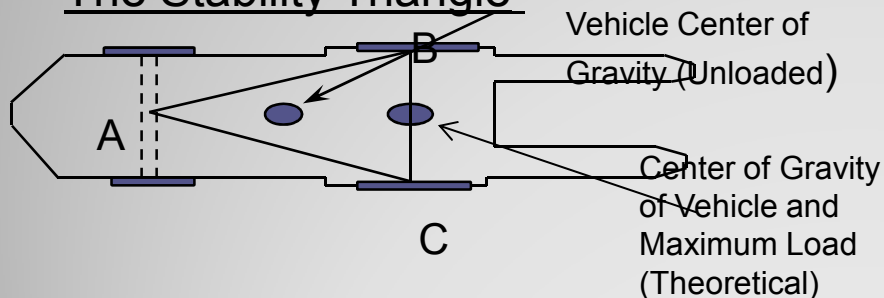 The Stability Triangle
Vehicle Center of
Gravity (Unloaded)
B
A
Center of Gravity
of Vehicle and
Maximum Load
(Theoretical)
C